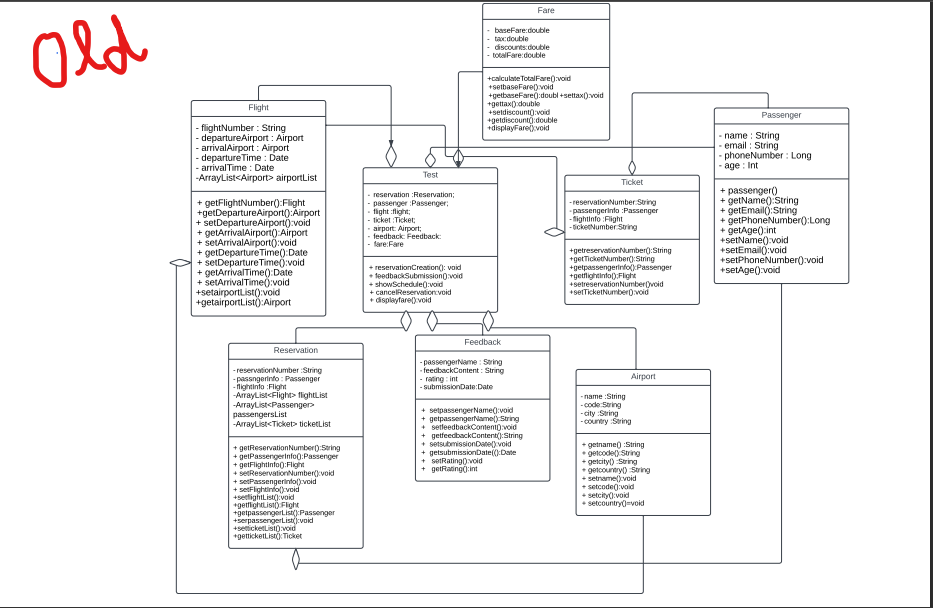 Old
Fare
- baseFare:double
- tax:double
- discounts:double
- totalFare:double
+calculateTotalFare():void
+setbaseFare():void
+getbaseFare():doubl +settax():void
+gettax():double
+setdiscount():void
+getdiscount():double
+displayFare();void
Flight
- flightNumber : String
- departureAirport : Airport
- arrivalAirport : Airport
- departureTime : Date
- arrivalTime : Date
-ArrayList<Airport> airportList
+ getFlightNumber():Flight
+getDepartureAirport():Airport
+ setDepartureAirport():void
+ getArrivalAirport():Airport
+ setArrivalAirport():void
+ getDepartureTime():Date
+ setDepartureTime():void
+ getArrivalTime():Date
+ setArrivalTime():void
+setairportList():void
+getairportList():Airport
Test
- reservation :Reservation;
- passenger :Passenger;
- flight :flight;
- ticket :Ticket;
- airport: Airport;
- feedback: Feedback:
- fare:Fare
+ reservationCreation(): void
+ feedbackSubmission():void
+ showSchedule():void
+ cancelReservation:void
+ displayfare():void
Ticket
- reservationNumber:String
- passengerInfo :Passenger
- flightInfo :Flight
- ticketNumber:String
+getreservationNumber():String
+getTicketNumber():String
+getpassengerInfo():Passenger
+getflightInfo():Flight
+setreservationNumber()void
+setTicketNumber():void
Passenger
- name : String
- email : String
- phoneNumber : Long
- age : Int
+ passenger()
+ getName():String
+ getEmail():String
+ getPhoneNumber():Long
+ getAge():int
+setName():void
+setEmail():void
+setPhoneNumber():void
+setAge():void
Reservation
-reservationNumber :String
-passngerInfo : Passenger
-flightInfo :Flight
-ArrayList<Flight> flightList
-ArrayList<Passenger>
passengersList
-ArrayList<Ticket> ticketList
+ getReservationNumber():String
+ getPassengerInfo():Passenger
+ getFlightInfo():Flight
+ setReservationNumber():void
+ setPassengerInfo():void
+ setFlightInfo():void
+setflightList():void
+getflightList():Flight
+getpassengerList():Passenger
+serpassengerList():void
+setticketList():void
+getticketList():Ticket
Feedback
- passengerName : String
- feedbackContent : String
- rating : int
- submissionDate:Date
+ setpassengerName():void
+ getpassengerName():String
+ setfeedbackContent():void
+ getfeedbackContent():String
+ setsubmissionDate():void
+ getsubmissionDate(():Date
+ setRating():void
+ getRating():int
Airport
- name :String
- code:String
- city :String
- country :String
+ getname() :String
+ getcode():String
+ getcity() :String
+ getcountry() :String
+ setname():void
+ setcode():void
+ setcity():void
+ setcountry()=void